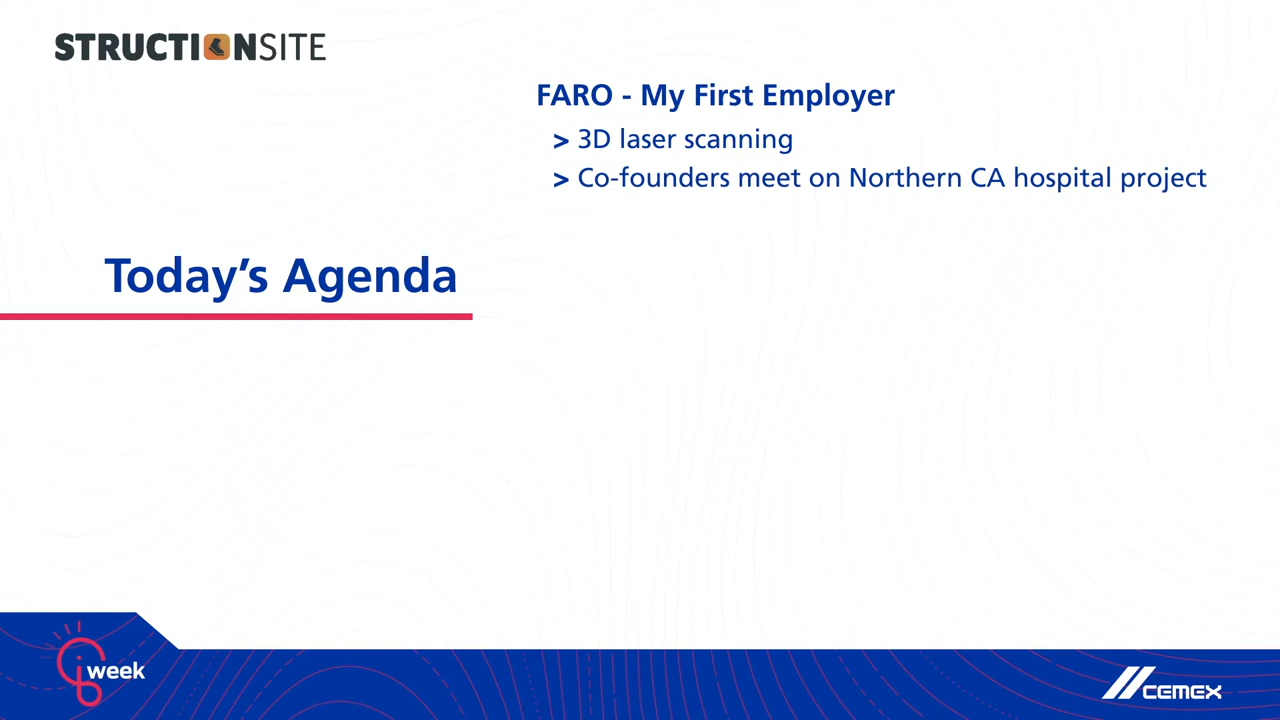 STRUCTIONSITE
FARO - My First Employer
> 3D laser scanning
> Co-founders meet on Northern CA hospital project
Today's Agenda
week
CEMEX